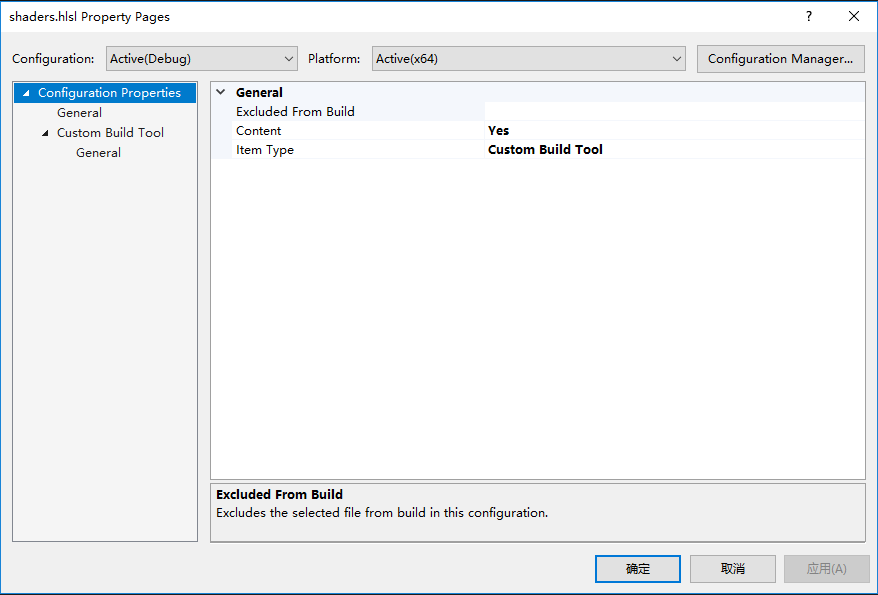 shaders.hlsl Property Pages
?
Configuration: Active(Debug) Platform: Active(x64) Configuration Manager...
Configuration Properties
General
Custom Build Tool
General
General
Excluded From Build
Content Yes
Item Type Custom Build Tool
Excluded From Build
Excludes the selected file from build in this configuration.
确定 取消 应用(A)